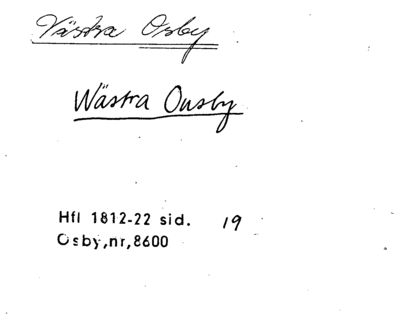 Västra Osby
Wästra Ousby
Hfl 1812-22 sid. 19
Osby,nr,8600